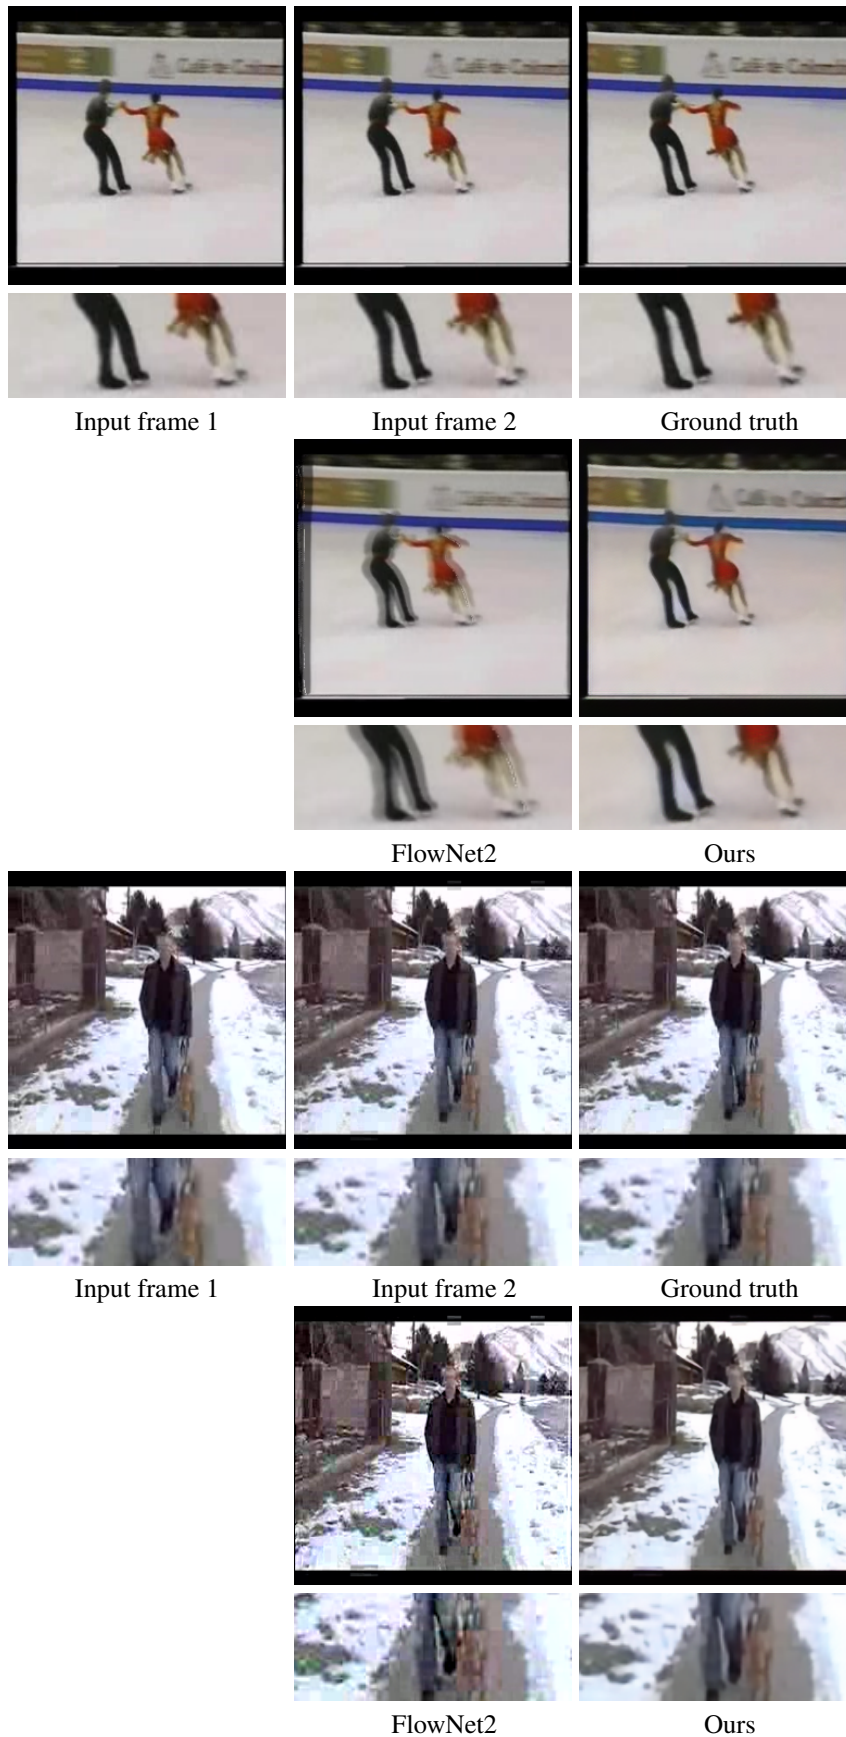 Input frame 1
Input frame 2
Ground truth
FlowNet2
Ours
Input frame 1
Input frame 2
Ground truth
FlowNet2
Ours